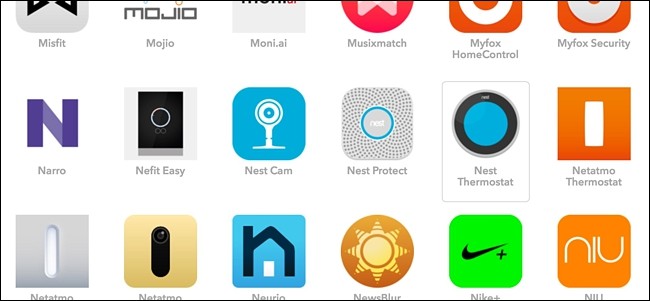 mojio
moni.ai
Misfit
Mojio
Moni.ai
Musixmatch
Myfox
HomeControl
Myfox Security
N
nest
Narro
Nefit Easy
Nest Cam
Nest Protect
Nest
Thermostat
Netatmo
Thermostat
niu
Netatmo
Netatmo
Neurio
NewsBlur
Nike+
NIU